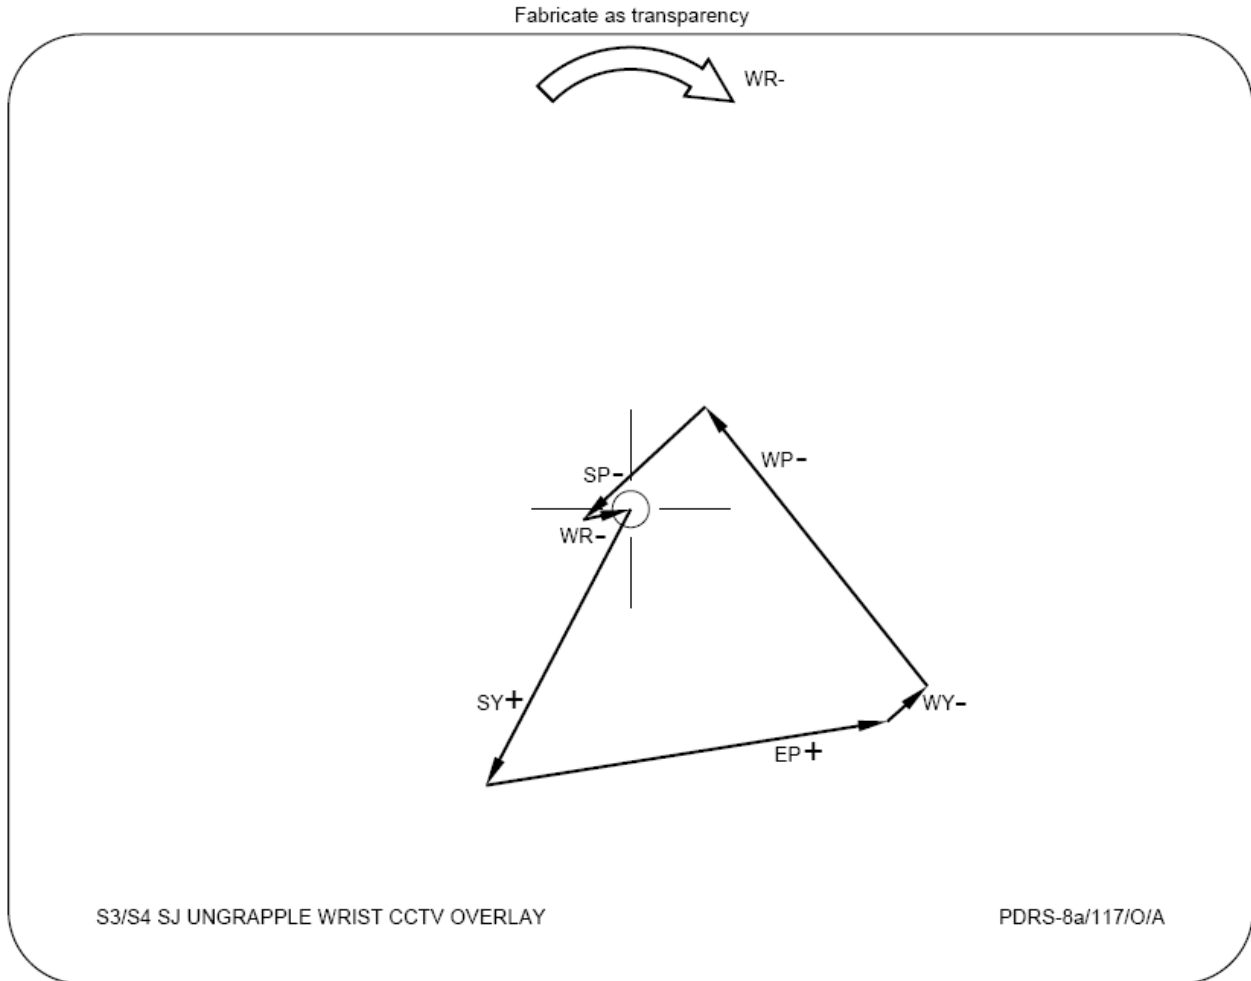 Fabricate as transparency
WR-
WP-
SP-
WR-
SY+
WY-
EP+
S3/S4 SJ UNGRAPPLE WRIST CCTV OVERLAY
PDRS-8a/117/O/A